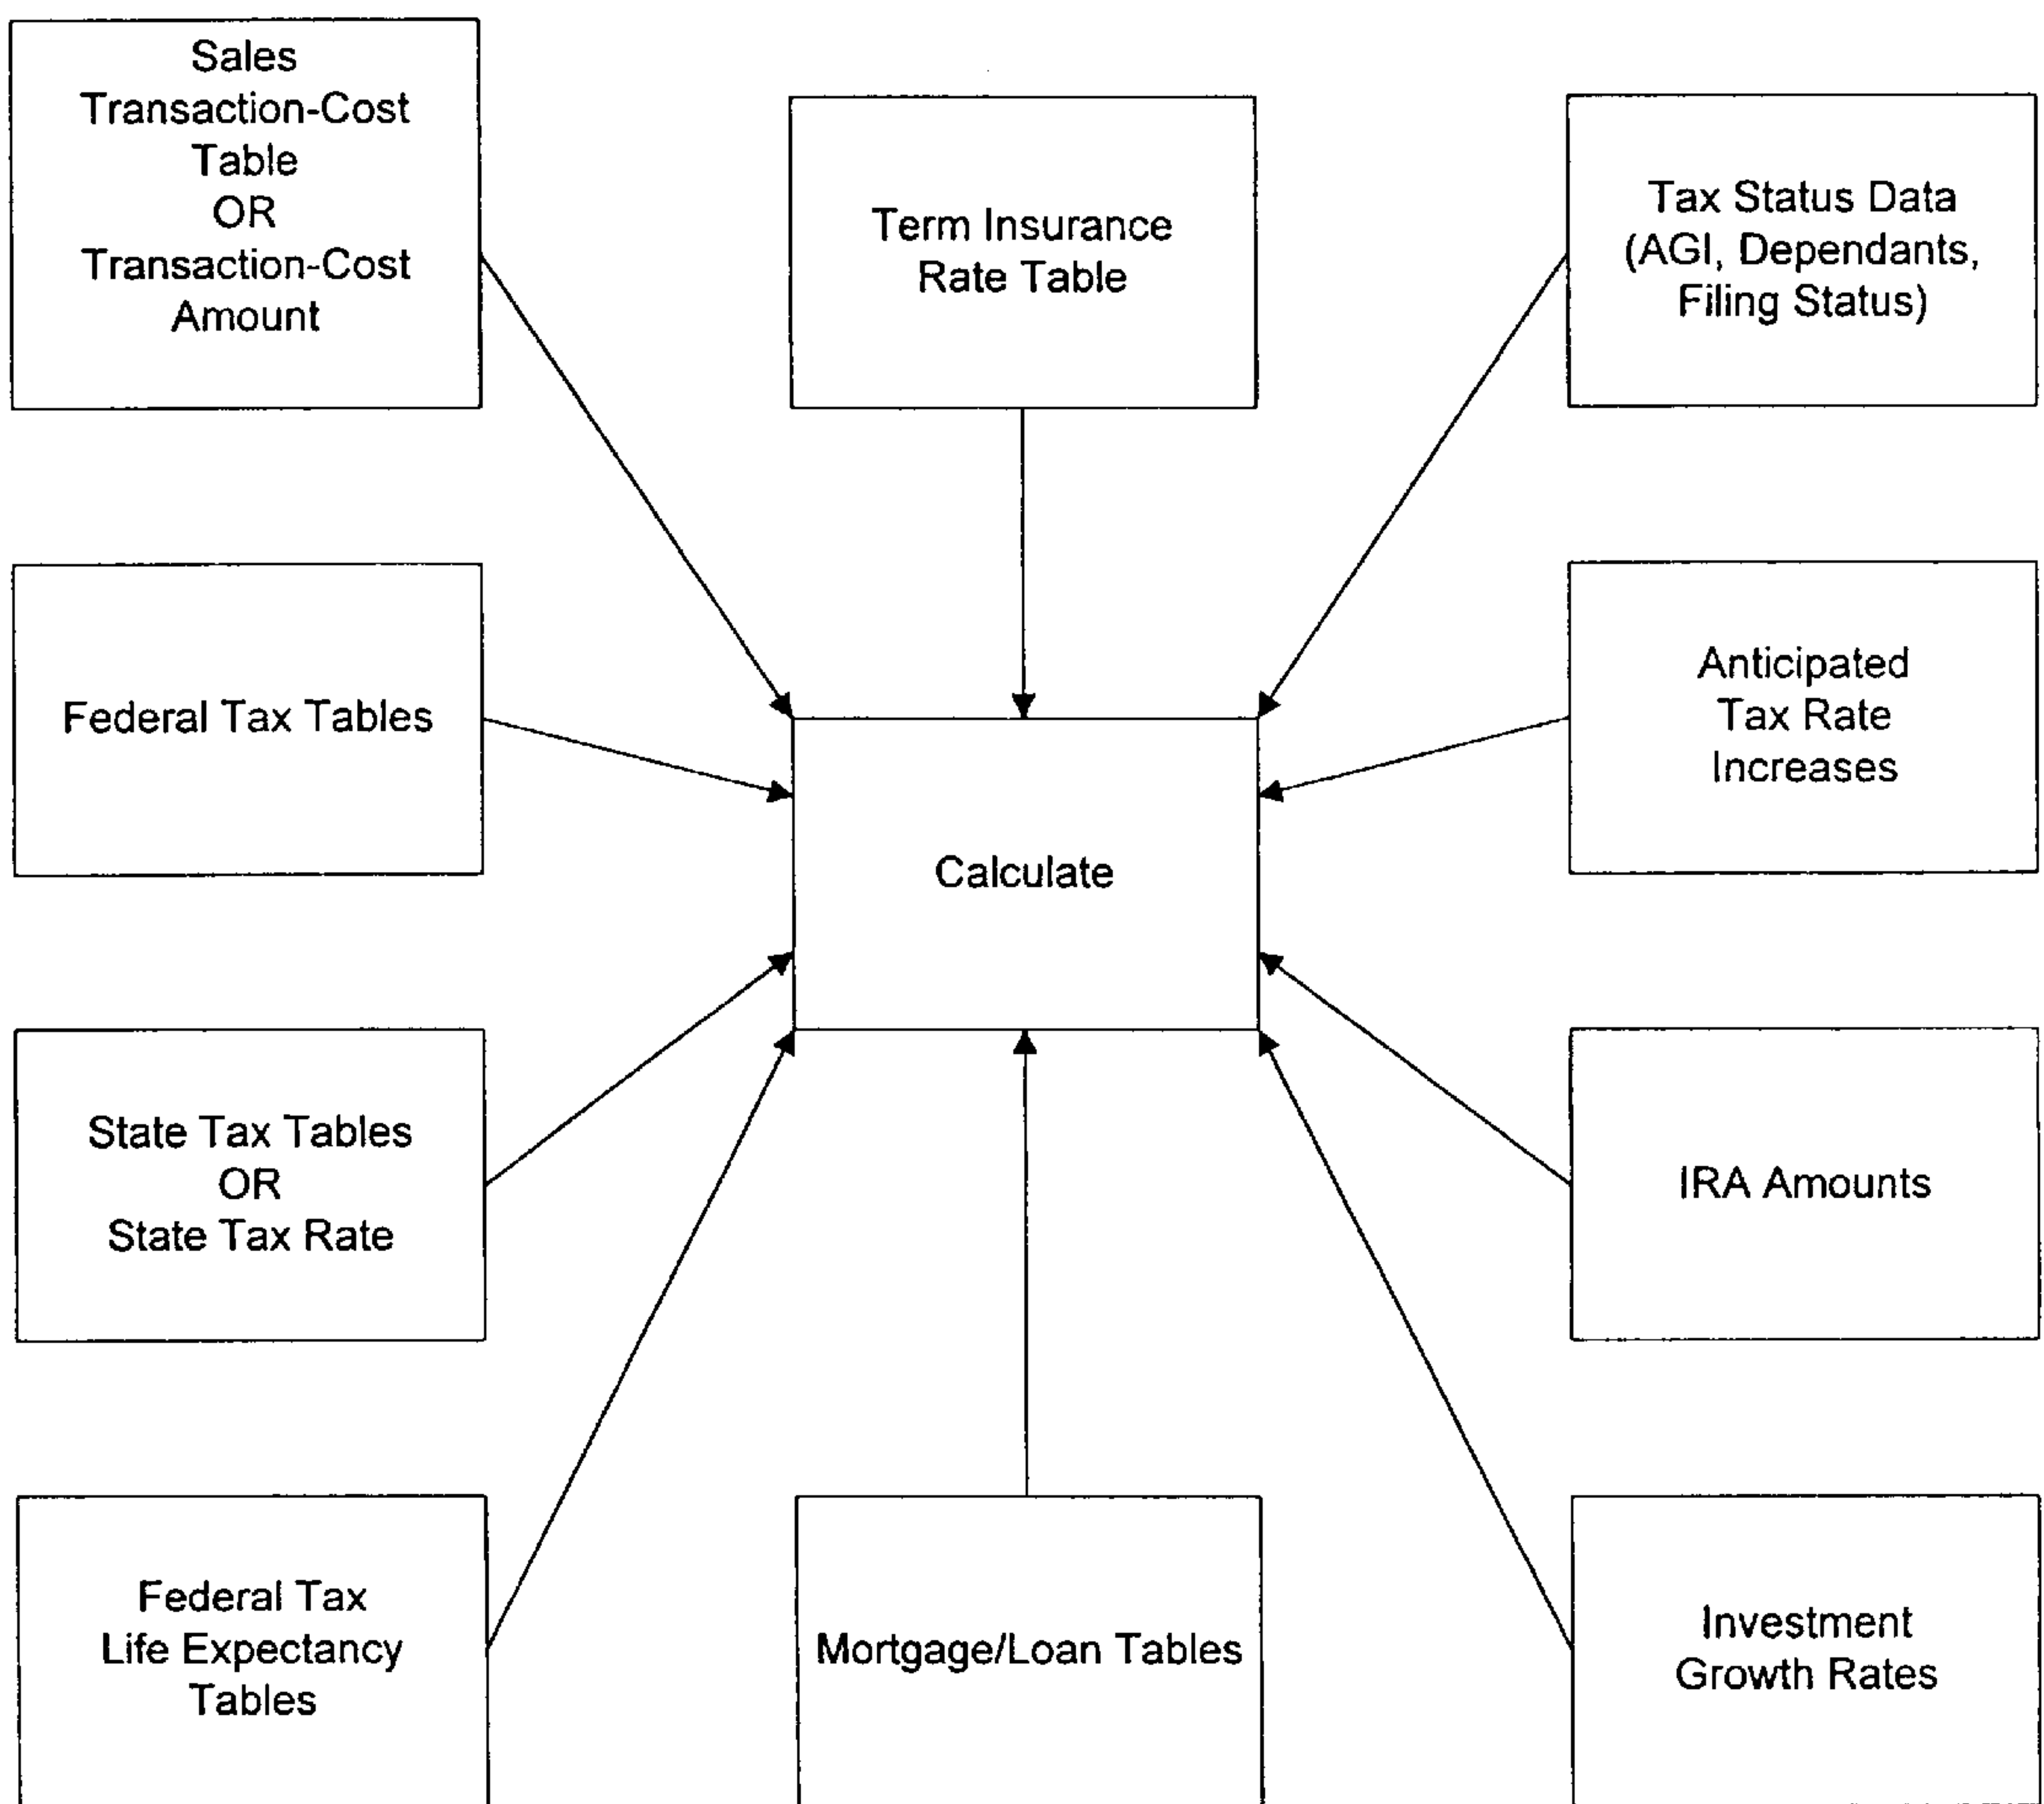 Sales
Transaction-Cost
Table
OR
Transaction-Cost
Amount
Term Insurance
Rate Table
Tax Status Data
(AGI, Dependants,
Filing Status)
Federal Tax Tables
Calculate
Anticipated
Tax Rate
Increases
State Tax Tables
OR
State Tax Rate
IRA Amounts
Federal Tax
Life Expectancy
Tables
Mortgage/Loan Tables
Investment
Growth Rates